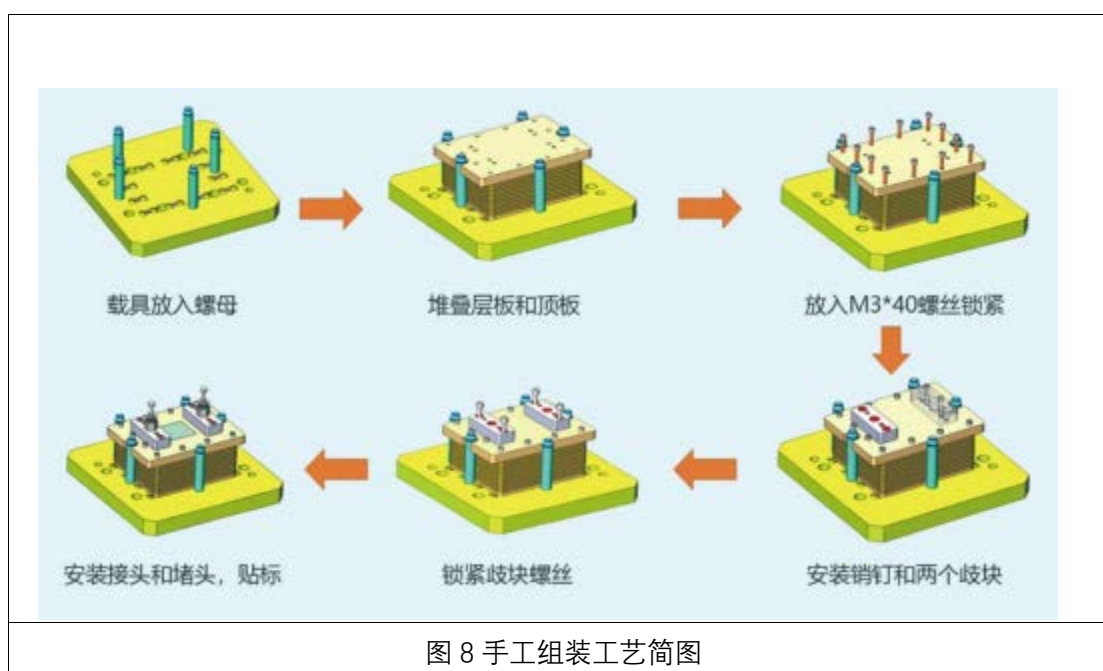 载具放入螺母
堆叠层板和顶板
放入M3*40螺丝锁紧
安装接头和堵头，贴标
锁紧歧块螺丝
安装销钉和两个歧块
图 8 手工组装工艺简图